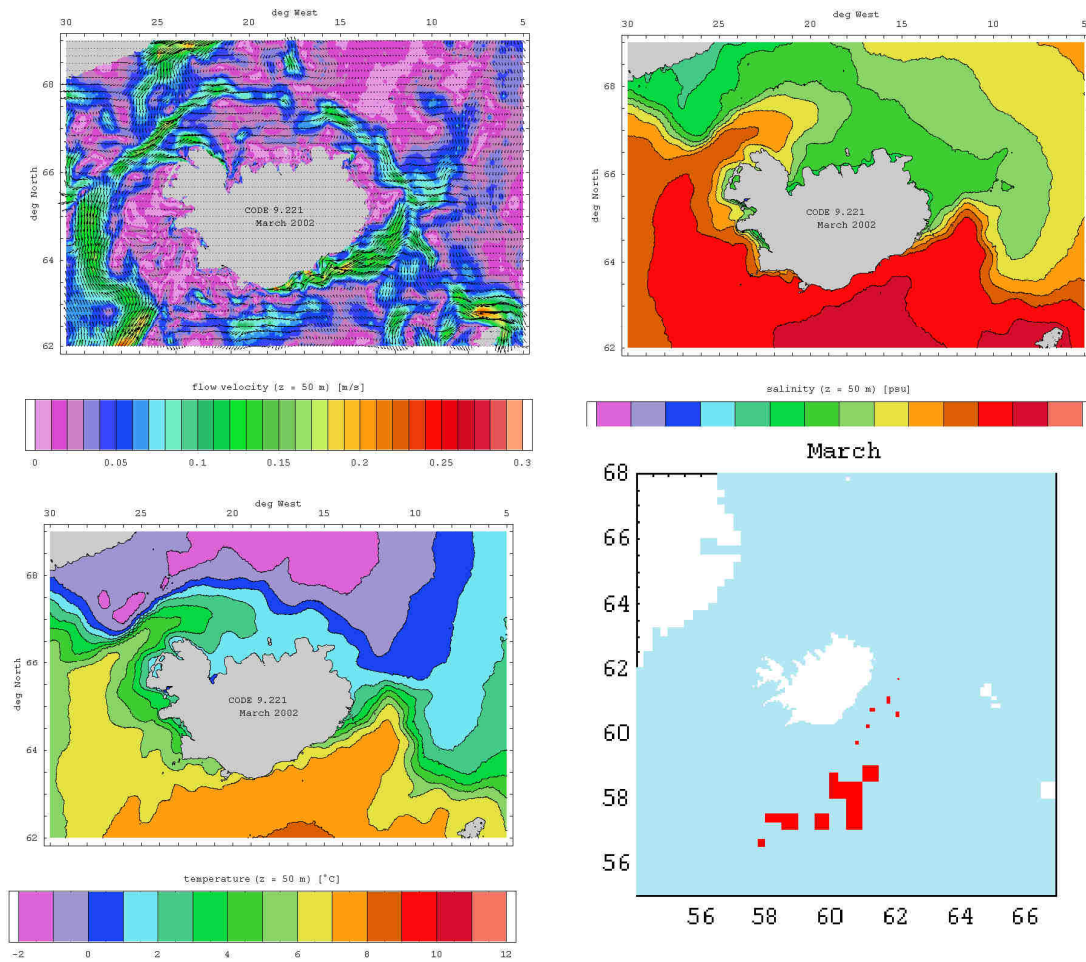 deg West
30 25 20 15 10 5
deg North
68
66
64
62
CODE 9.221
March 2002
flow velocity (z = 50 m) [m/s]
0 0.05 0.1 0.15 0.2 0.25 0.3
deg West
30 25 20 15 10 5
deg North
68
66
64
62
CODE 9.221
March 2002
salinity (z = 50 m) [psu]
deg West
30 25 20 15 10 5
deg North
68
66
64
62
CODE 9.221
March 2002
temperature (z = 50 m) [°C]
-2 0 2 4 6 8 10 12
March
68
66
64
62
60
58
56
56 58 60 62 64 66